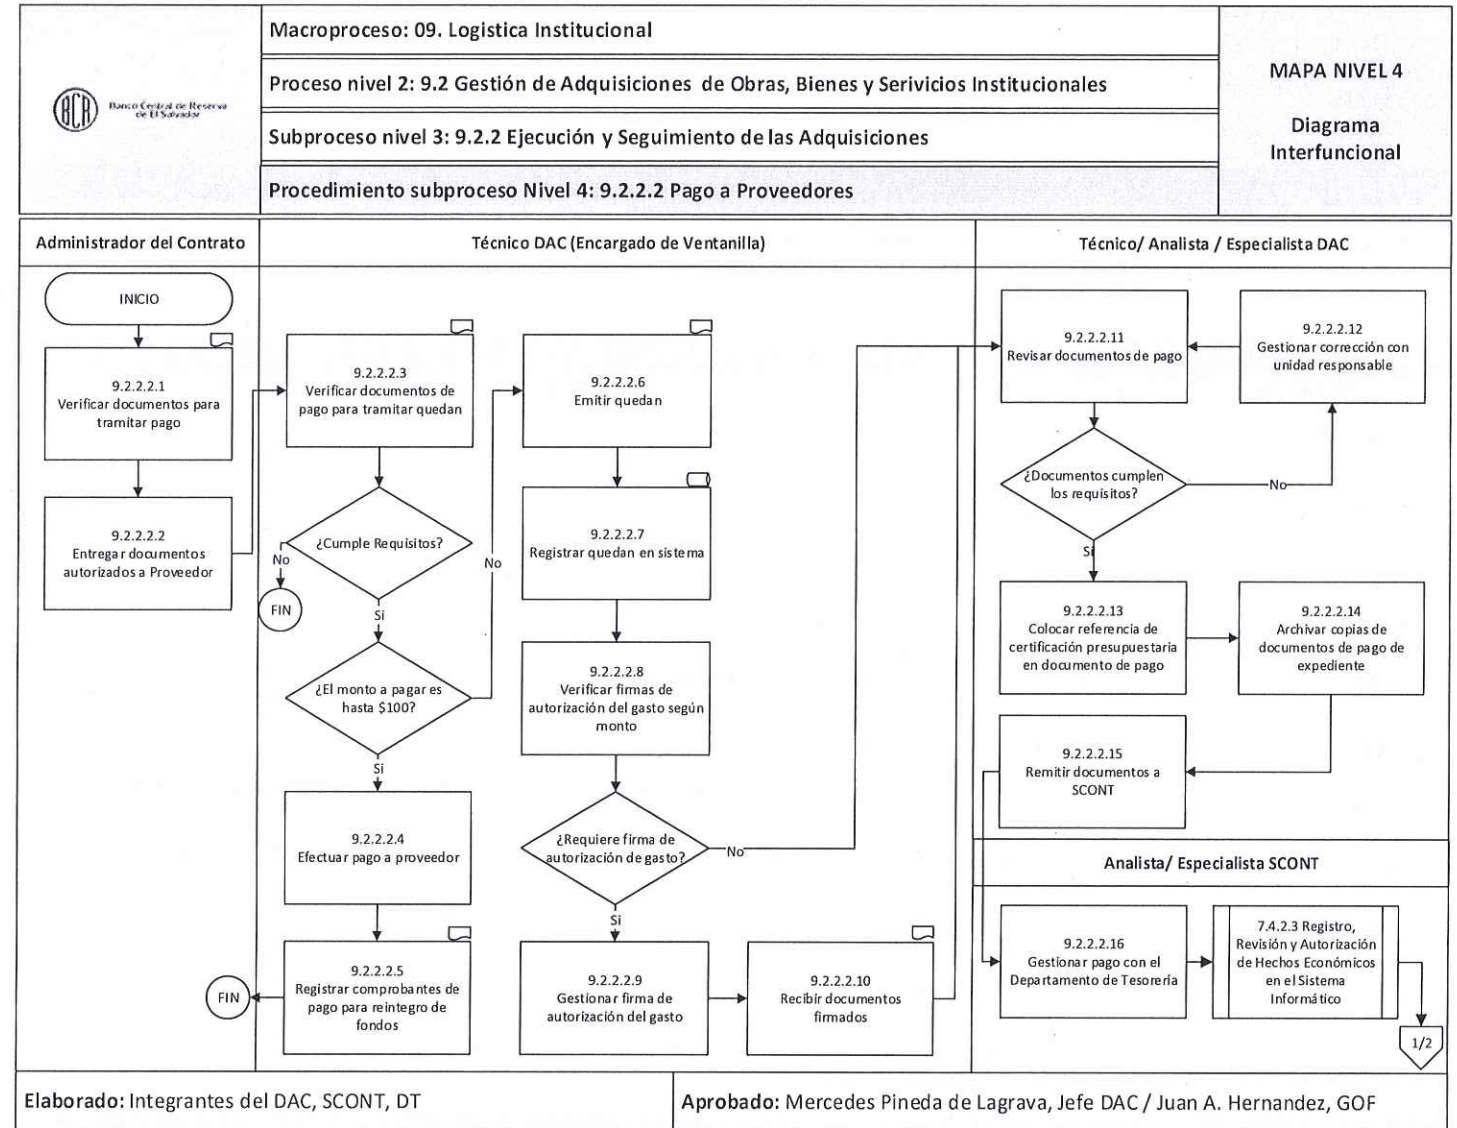 Macroproceso: 09. Logistica Institucional
BCR
Banco Central de Reserva
de El Salvador
Proceso nivel 2: 9.2 Gestión de Adquisiciones de Obras, Bienes y Serivicios Institucionales
Subproceso nivel 3: 9.2.2 Ejecución y Seguimiento de las Adquisiciones
Procedimiento subproceso Nivel 4: 9.2.2.2 Pago a Proveedores
MAPA NIVEL 4
Diagrama
Interfuncional
Administrador del Contrato
Técnico DAC (Encargado de Ventanilla)
Técnico/ Analista / Especialista DAC
INICIO
9.2.2.2.1
Verificar documentos para
tramitar pago
9.2.2.2.2
Entregar documentos
autorizados a Proveedor
9.2.2.2.3
Verificar documentos de
pago para tramitar quedan
¿Cumple Requisitos?
No
FIN
Si
¿El monto a pagar es
hasta $100?
No
Si
9.2.2.2.4
Efectuar pago a proveedor
9.2.2.2.5
Registrar comprobantes de
pago para reintegro de
fondos
FIN
9.2.2.2.6
Emitir quedan
9.2.2.2.7
Registrar quedan en sistema
9.2.2.2.8
Verificar firmas de
autorización del gasto según
monto
¿Requiere firma de
autorización de gasto?
No
Si
9.2.2.2.9
Gestionar firma de
autorización del gasto
9.2.2.2.10
Recibir documentos
firmados
9.2.2.2.11
Revisar documentos de pago
9.2.2.2.12
Gestionar corrección con
unidad responsable
¿Documentos cumplen
los requisitos?
No
Si
9.2.2.2.13
Colocar referencia de
certificación presupuestaria
en documento de pago
9.2.2.2.14
Archivar copias de
documentos de pago de
expediente
9.2.2.2.15
Remitir documentos a
SCONT
Analista/ Especialista SCONT
9.2.2.2.16
Gestionar pago con el
Departamento de Tesorería
7.4.2.3 Registro,
Revisión y Autorización
de Hechos Económicos
en el Sistema
Informático
1/2
Elaborado: Integrantes del DAC, SCONT, DT
Aprobado: Mercedes Pineda de Lagrava, Jefe DAC / Juan A. Hernandez, GOF